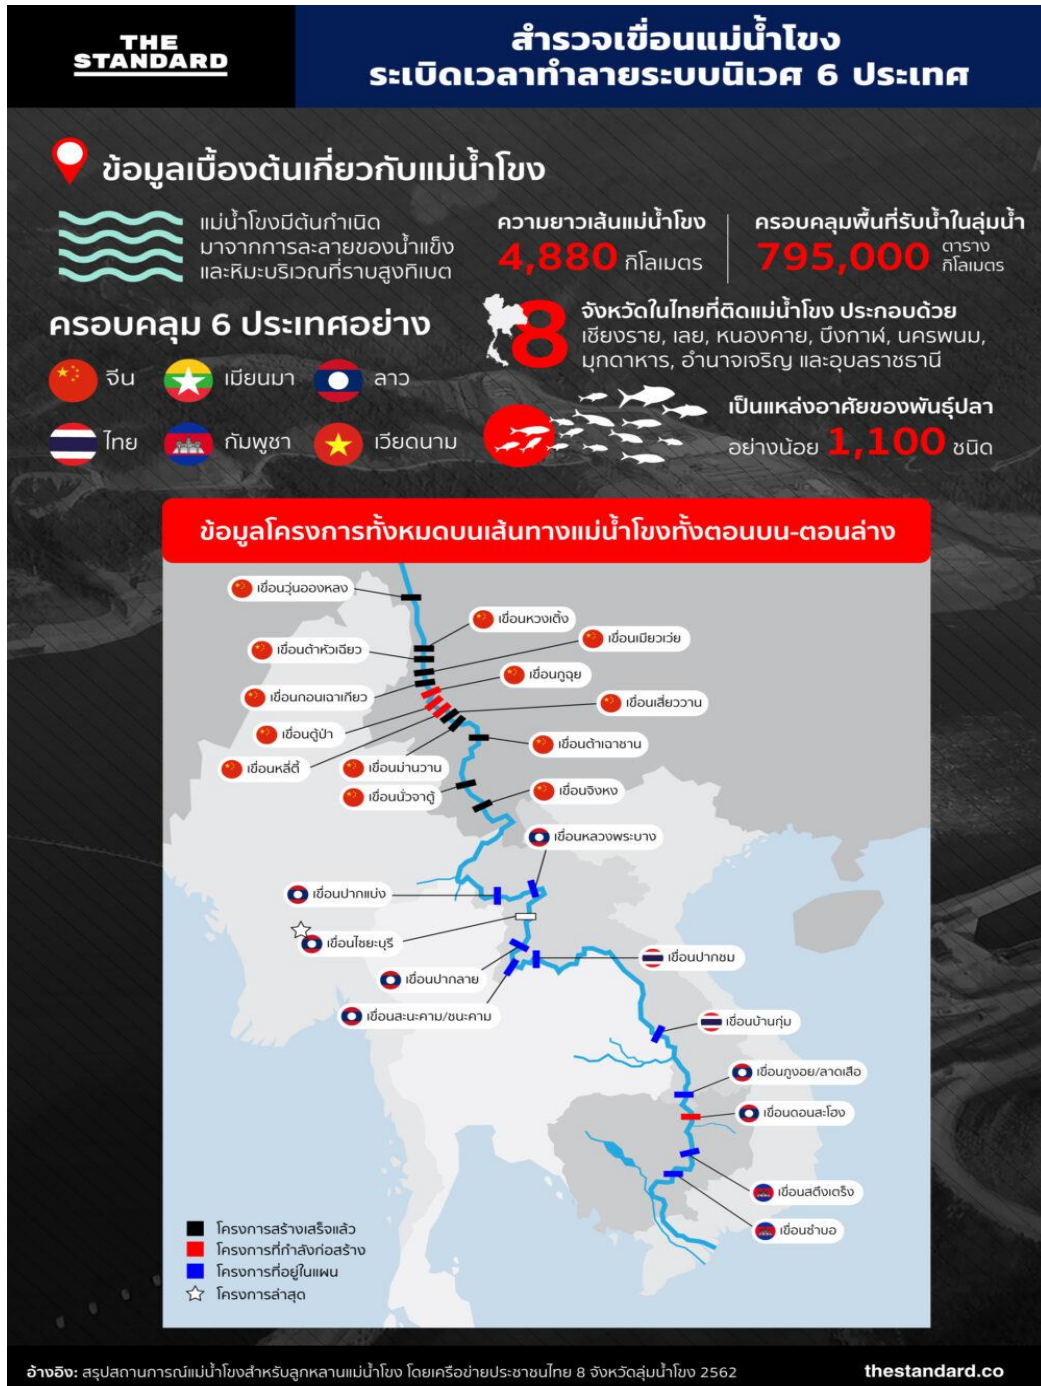 THE
STANDARD
สำรวจเขื่อนแม่น้ำโขง
ระเบิดเวลาทำลายระบบนิเวศ 6 ประเทศ
ข้อมูลเบื้องต้นเกี่ยวกับแม่น้ำโขง
แม่น้ำโขงมีต้นกำเนิด
มาจากการละลายของน้ำแข็ง
และหิมะบริเวณที่ราบสูงทิเบต
ความยาวเส้นแม่น้ำโขง
4,880 กิโลเมตร
ครอบคลุมพื้นที่รับน้ำในลุ่มน้ำ
795,000 ตาราง
กิโลเมตร
ครอบคลุม 6 ประเทศอย่าง
จีน
เมียนมา
ลาว
ไทย
กัมพูชา
เวียดนาม
8
จังหวัดในไทยที่ติดแม่น้ำโขง ประกอบด้วย
เชียงราย, เลย, หนองคาย, บึงกาฬ, นครพนม,
มุกดาหาร, อำนาจเจริญ และอุบลราชธานี
เป็นแหล่งอาศัยของพันธุ์ปลา
อย่างน้อย 1,100 ชนิด
ข้อมูลโครงการทั้งหมดบนเส้นทางแม่น้ำโขงทั้งตอนบน-ตอนล่าง
เขื่อนวุ่นอองหลง
เขื่อนหวงเติ้ง
เขื่อนเมียวเว่ย
เขื่อนต้าหัวเฉียว
เขื่อนกูฉุย
เขื่อนกอนเฉาเกียว
เขื่อนเสี่ยววาน
เขื่อนตู้ป่า
เขื่อนต้าเฉาซาน
เขื่อนหลี่ตี้
เขื่อนม่านวาน
เขื่อนนั่วจาตู้
เขื่อนจิงหง
เขื่อนหลวงพระบาง
เขื่อนปากแบ่ง
เขื่อนไชยะบุรี
เขื่อนปากชม
เขื่อนปากลาย
เขื่อนสะนะคาม/ชนะคาม
เขื่อนบ้านกุ่ม
เขื่อนภูงอย/ลาดเสือ
เขื่อนดอนสะโฮง
เขื่อนสตึงเตร็ง
เขื่อนซำบอ
โครงการสร้างเสร็จแล้ว
โครงการที่กำลังก่อสร้าง
โครงการที่อยู่ในแผน
โครงการล่าสุด
อ้างอิง: สรุปสถานการณ์แม่น้ำโขงสำหรับลูกหลานแม่น้ำโขง โดยเครือข่ายประชาชนไทย 8 จังหวัดลุ่มน้ำโขง 2562
thestandard.co